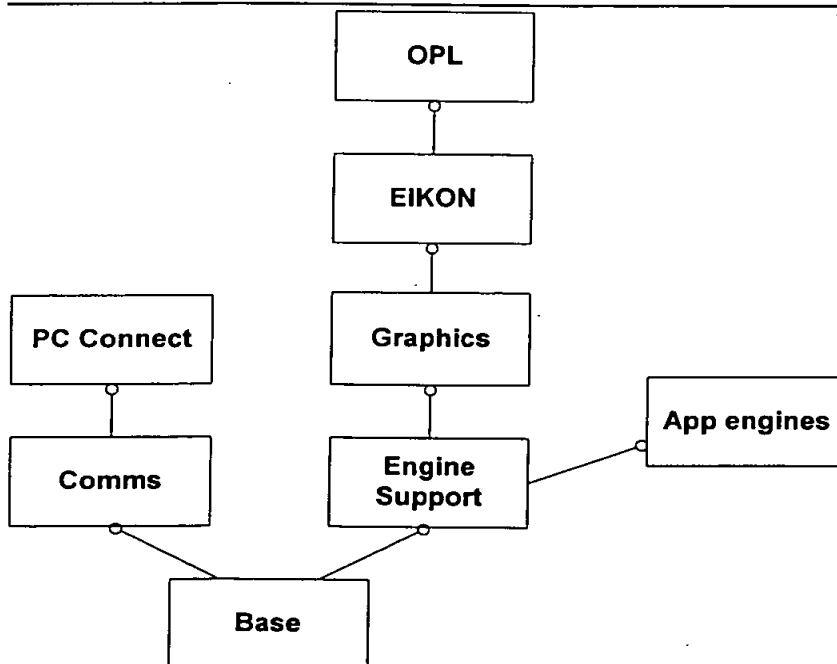 OPL
EIKON
Graphics
PC Connect
App engines
Comms
Engine
Support
Base